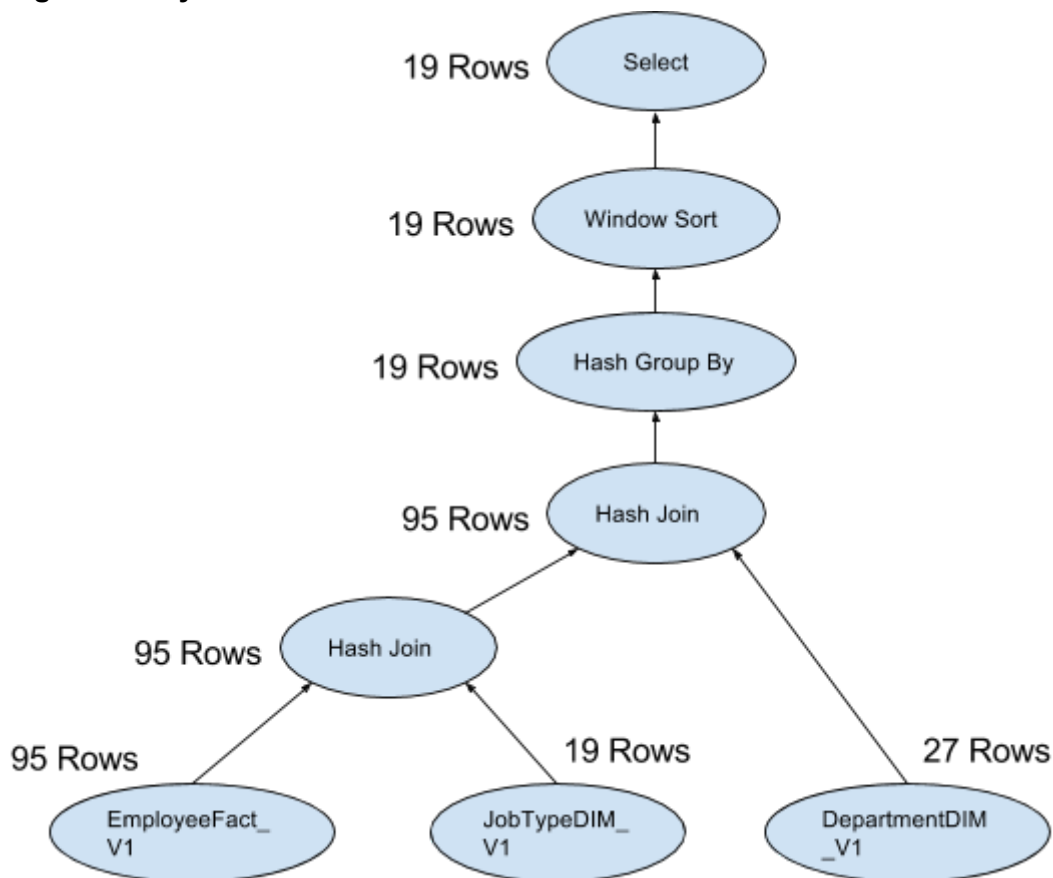 19 Rows
Select
19 Rows
Window Sort
19 Rows
Hash Group By
95 Rows
Hash Join
95 Rows
Hash Join
95 Rows
19 Rows
27 Rows
EmployeeFact_
V1
JobTypeDIM_
V1
DepartmentDIM
_V1